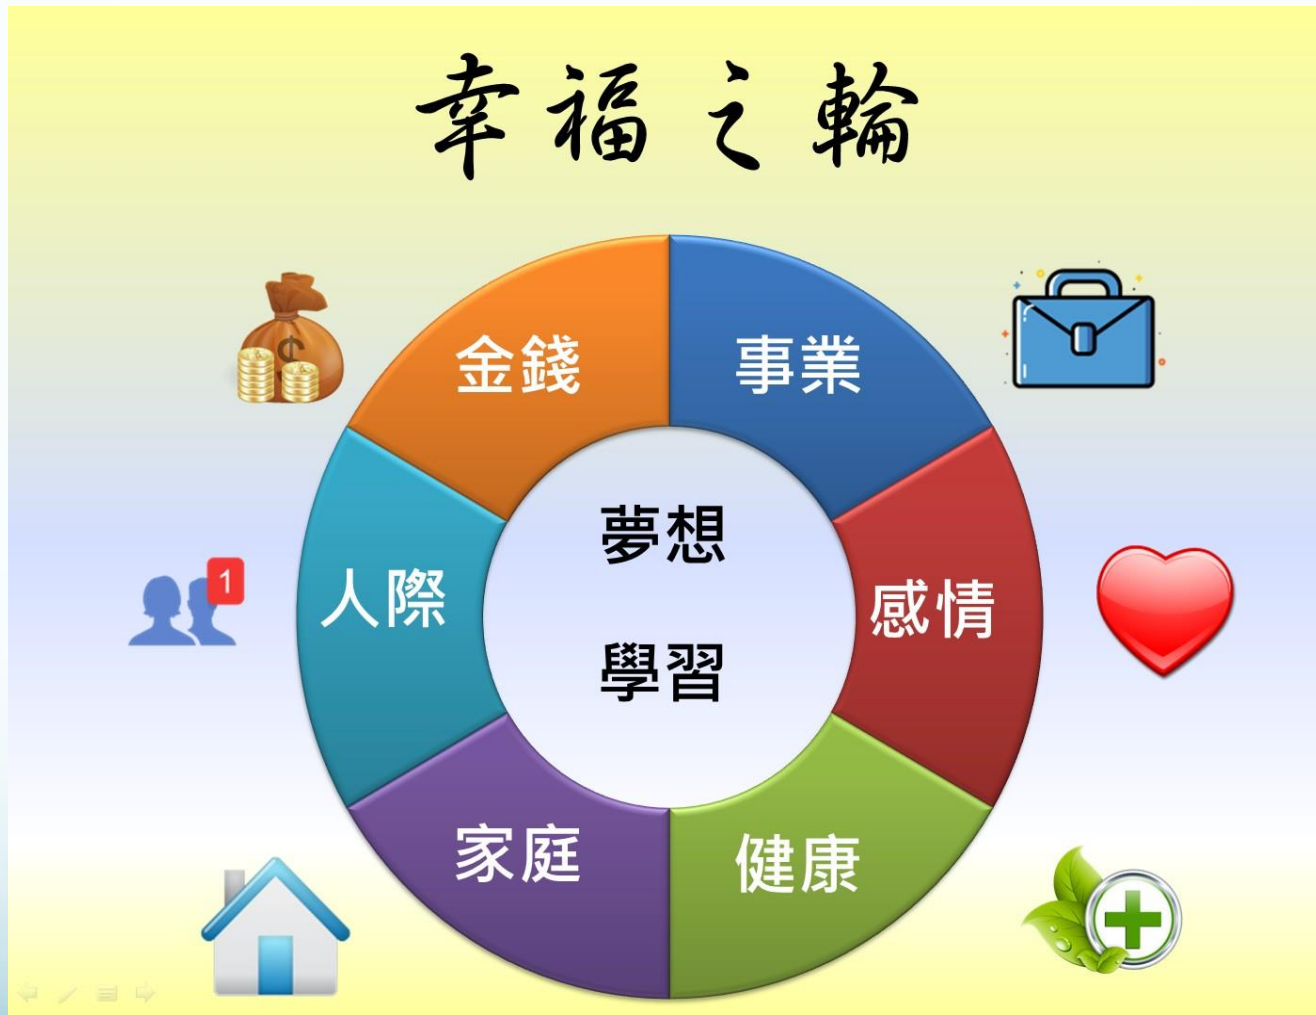 幸福之輪
金錢
事業
夢想
人際
感情
學習
家庭
健康
1
¢